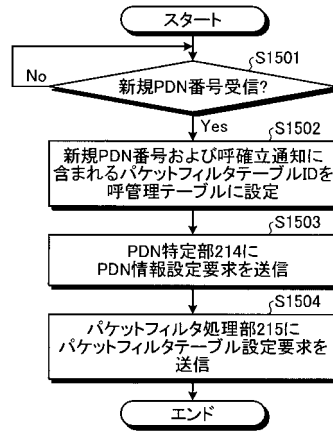 スタート
S1501
新規PDN番号受信?
No
Yes
S1502
新規PDN番号および呼確立通知に
含まれるパケットフィルタテーブルIDを
呼管理テーブルに設定
S1503
PDN特定部214に
PDN情報設定要求を送信
S1504
パケットフィルタ処理部215に
パケットフィルタテーブル設定要求を
送信
エンド